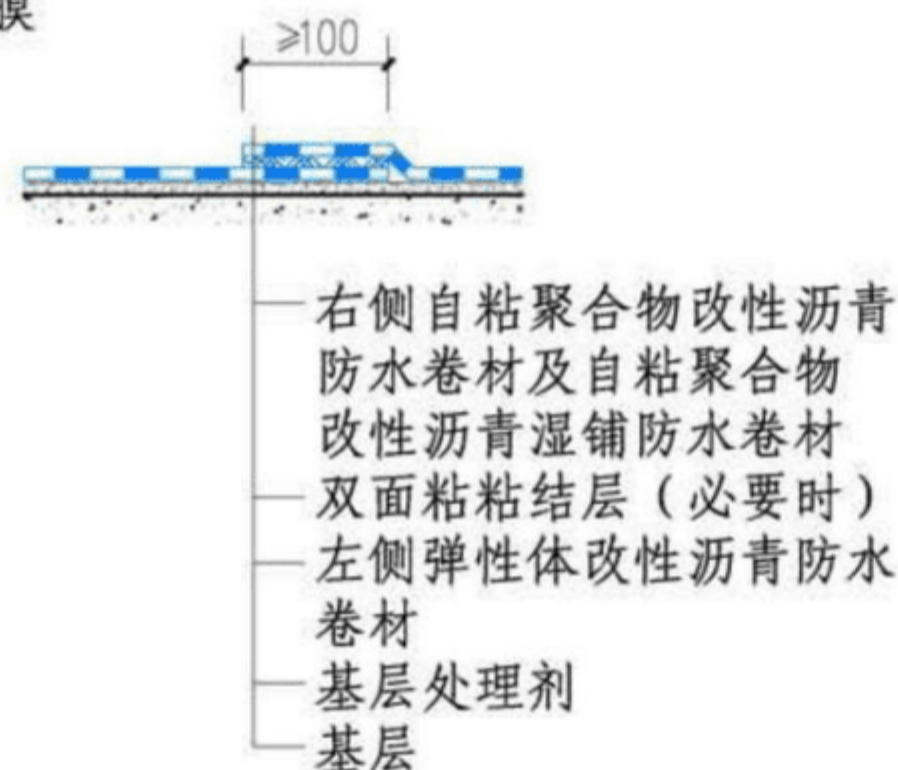 膜
≥100
右侧自粘聚合物改性沥青
防水卷材及自粘聚合物
改性沥青湿铺防水卷材
双面粘粘结层（必要时）
左侧弹性体改性沥青防水
卷材
基层处理剂
基层